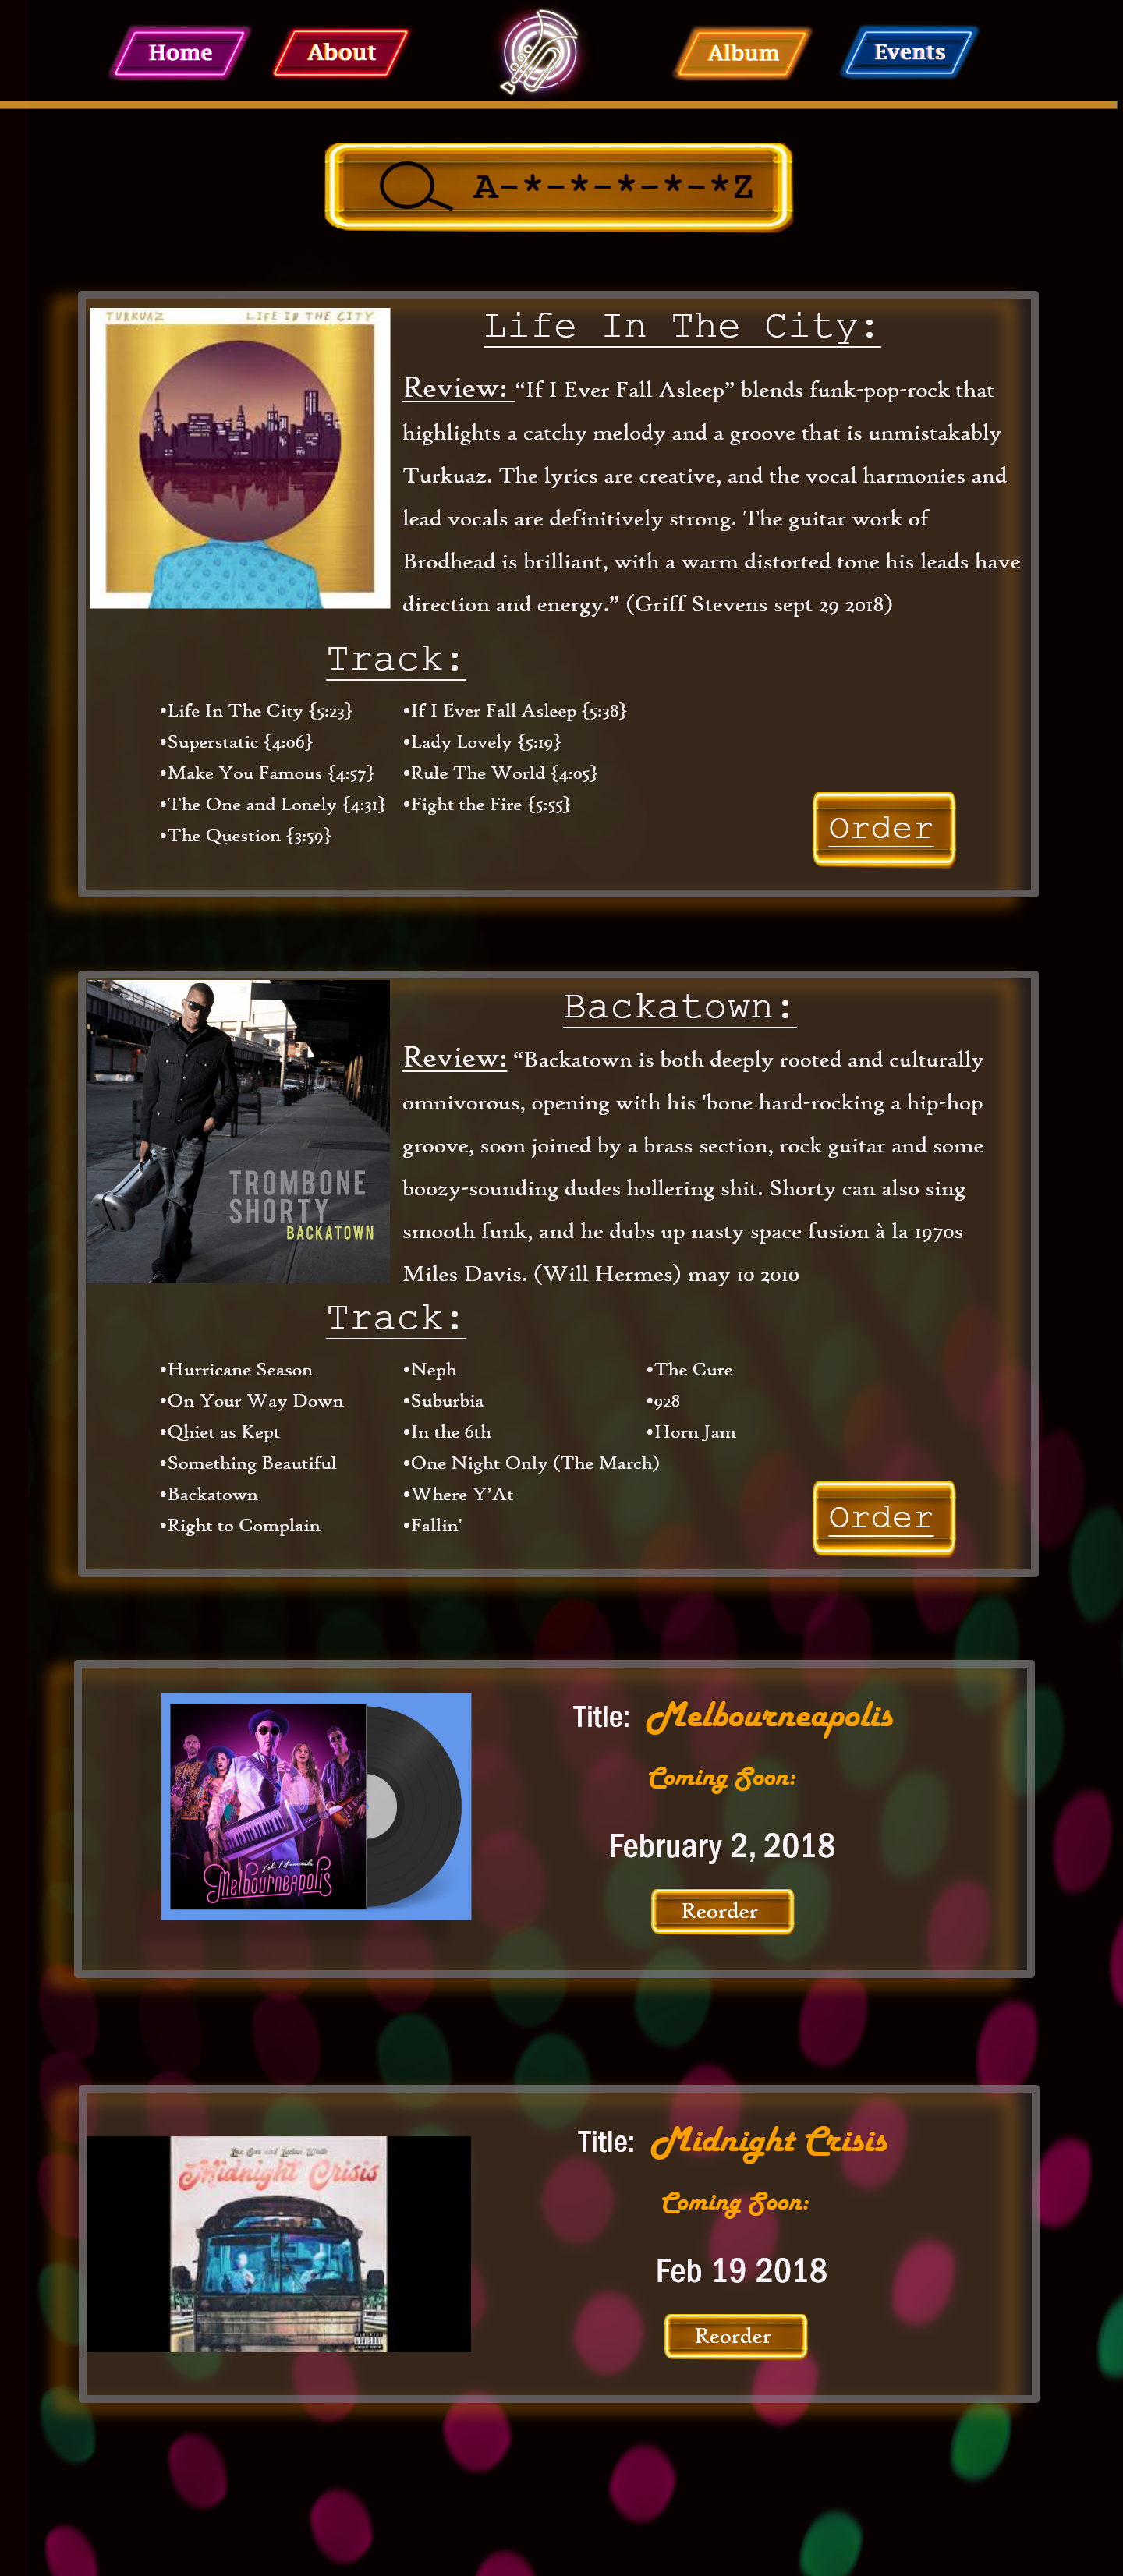 Home
About
Album
Events
A-*-*-*-*-*Z
TURKUAZ LIFE IN THE CITY
Life In The City:
Review: “If I Ever Fall Asleep” blends funk-pop-rock that
highlights a catchy melody and a groove that is unmistakably
Turkuaz. The lyrics are creative, and the vocal harmonies and
lead vocals are definitively strong. The guitar work of
Brodhead is brilliant, with a warm distorted tone his leads have
direction and energy.” (Griff Stevens sept 29 2018)
Track:
•Life In The City {5:23}
•Superstatic {4:06}
•Make You Famous {4:57}
•The One and Lonely {4:31}
•The Question {3:59}
•If I Ever Fall Asleep {5:38}
•Lady Lovely {5:19}
•Rule The World {4:05}
•Fight the Fire {5:55}
Order
TROMBONE
SHORTY
BACKATOWN
Backatown:
Review: “Backatown is both deeply rooted and culturally
omnivorous, opening with his 'bone hard-rocking a hip-hop
groove, soon joined by a brass section, rock guitar and some
boozy-sounding dudes hollering shit. Shorty can also sing
smooth funk, and he dubs up nasty space fusion à la 1970s
Miles Davis. (Will Hermes) may 10 2010
Track:
•Hurricane Season
•On Your Way Down
•Qhiet as Kept
•Something Beautiful
•Backatown
•Right to Complain
•Neph
•Suburbia
•In the 6th
•One Night Only (The March)
•Where Y’At
•Fallin'
•The Cure
•928
•Horn Jam
Order
Melbourneapolis
Title: Melbourneapolis
Coming Soon:
February 2, 2018
Reorder
Midnight Crisis
Title: Midnight Crisis
Coming Soon:
Feb 19 2018
Reorder